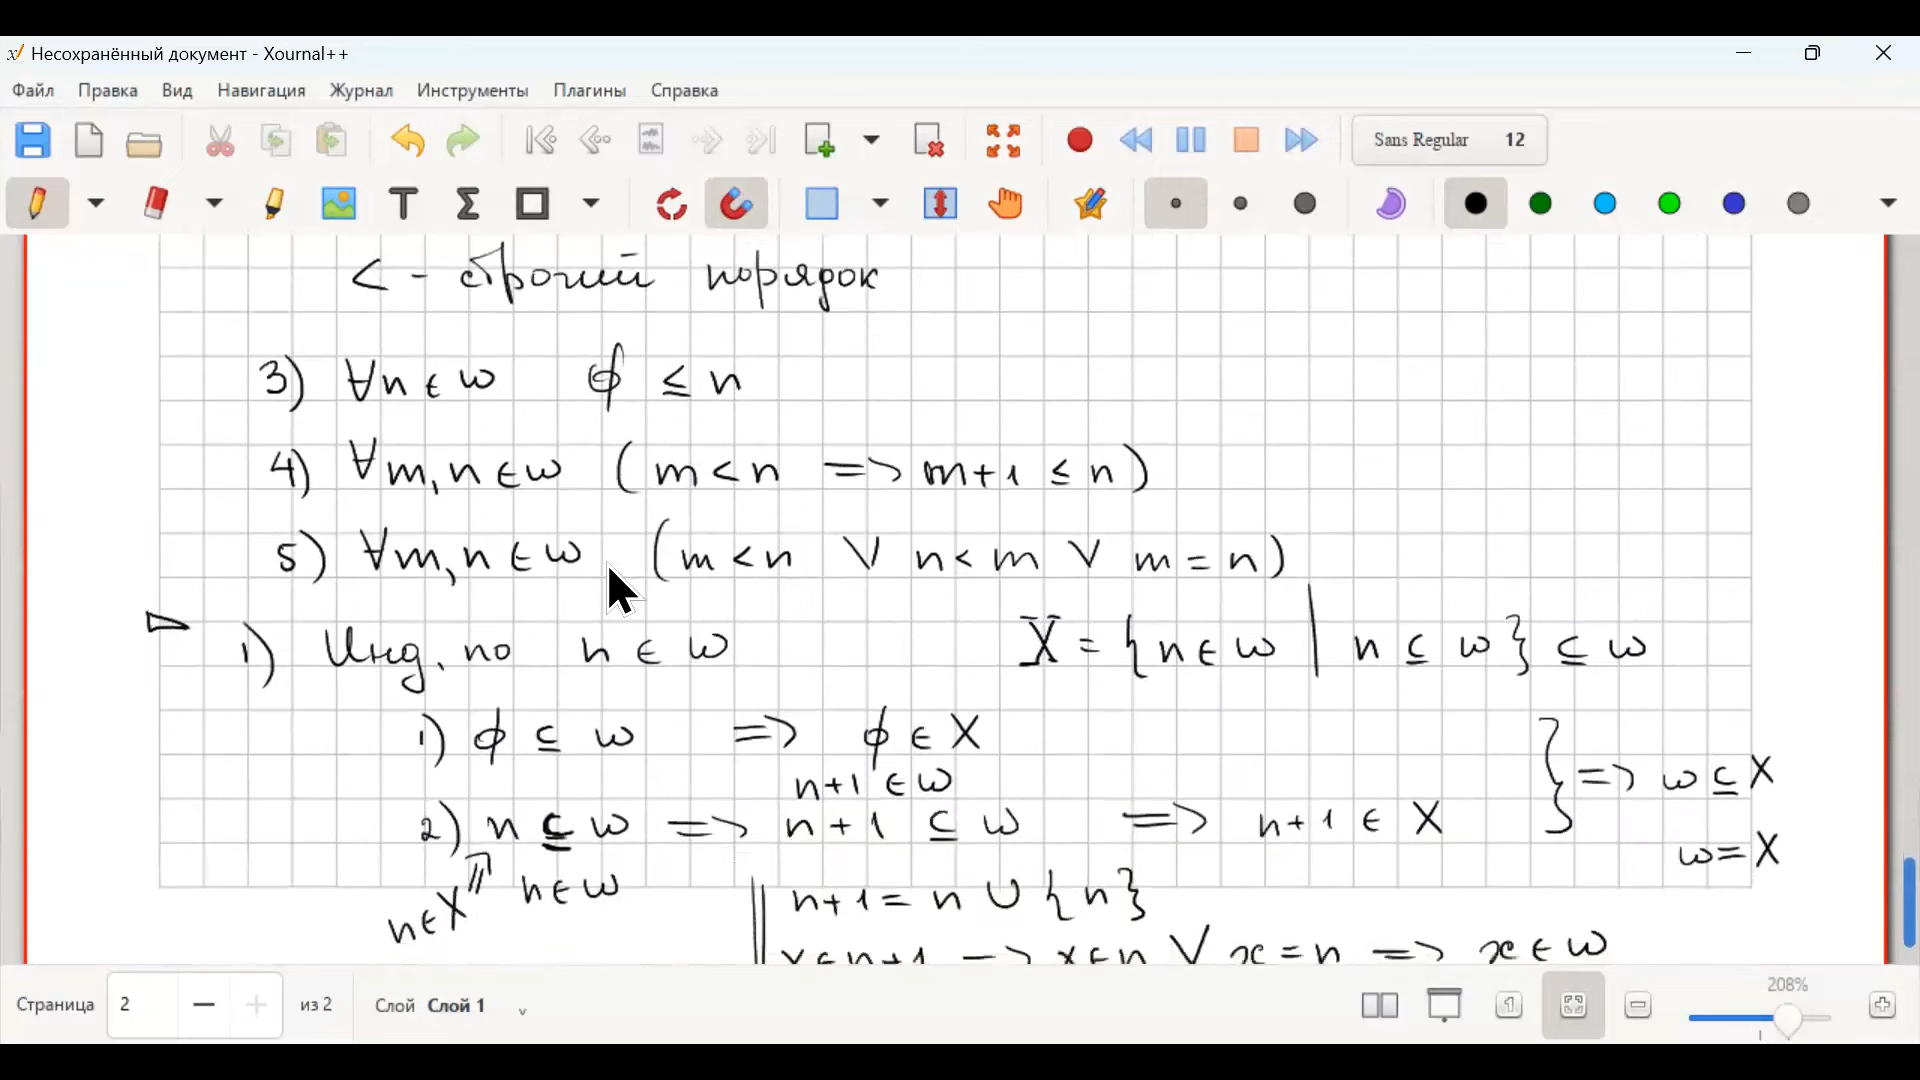 Несохранённый документ - Xournal++
Файл Правка Вид Навигация Журнал Инструменты Плагины Справка
Sans Regular 12
< - строгий порядок
3) ∀n ∈ ω ∅ ≤ n
4) ∀m, n ∈ ω (m < n => m+1 ≤ n)
5) ∀m, n ∈ ω (m < n ∨ n < m ∨ m = n)
▷ 1) Инд. по n ∈ ω X = {n ∈ ω | n ⊆ ω} ⊆ ω
1) ∅ ⊆ ω => ∅ ∈ X
n+1 ∈ ω
} => ω ⊆ X
2) n ⊆ ω => n+1 ⊆ ω => n+1 ∈ X
ω = X
n ∈ X n ∈ ω
n+1 = n ∪ {n}
x ∈ n+1 => x ∈ n ∨ x = n => x ∈ ω
Страница 2 из 2 Слой Слой 1
208%